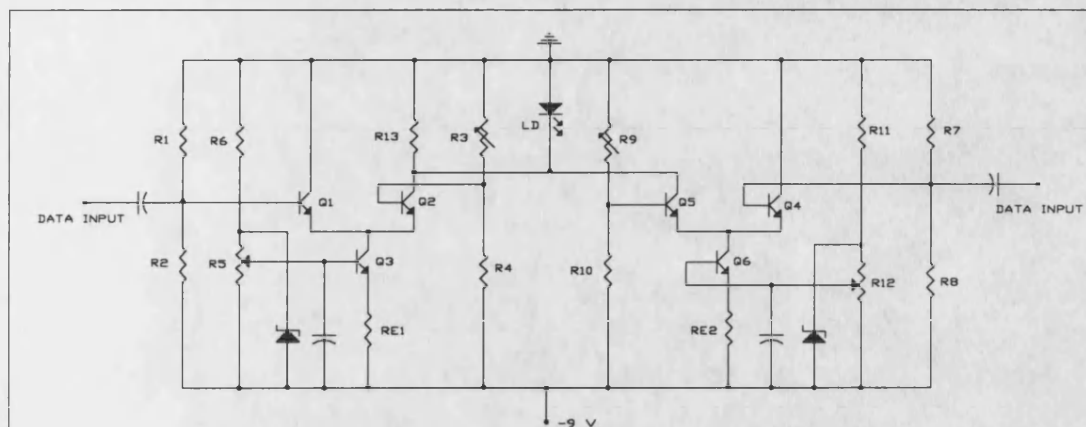 R1
R6
R13
R3
LD
R9
R11
R7
Q1
Q2
Q5
Q4
DATA INPUT
DATA INPUT
R2
R5
Q3
R4
R10
Q6
R12
R8
RE1
RE2
-9 V